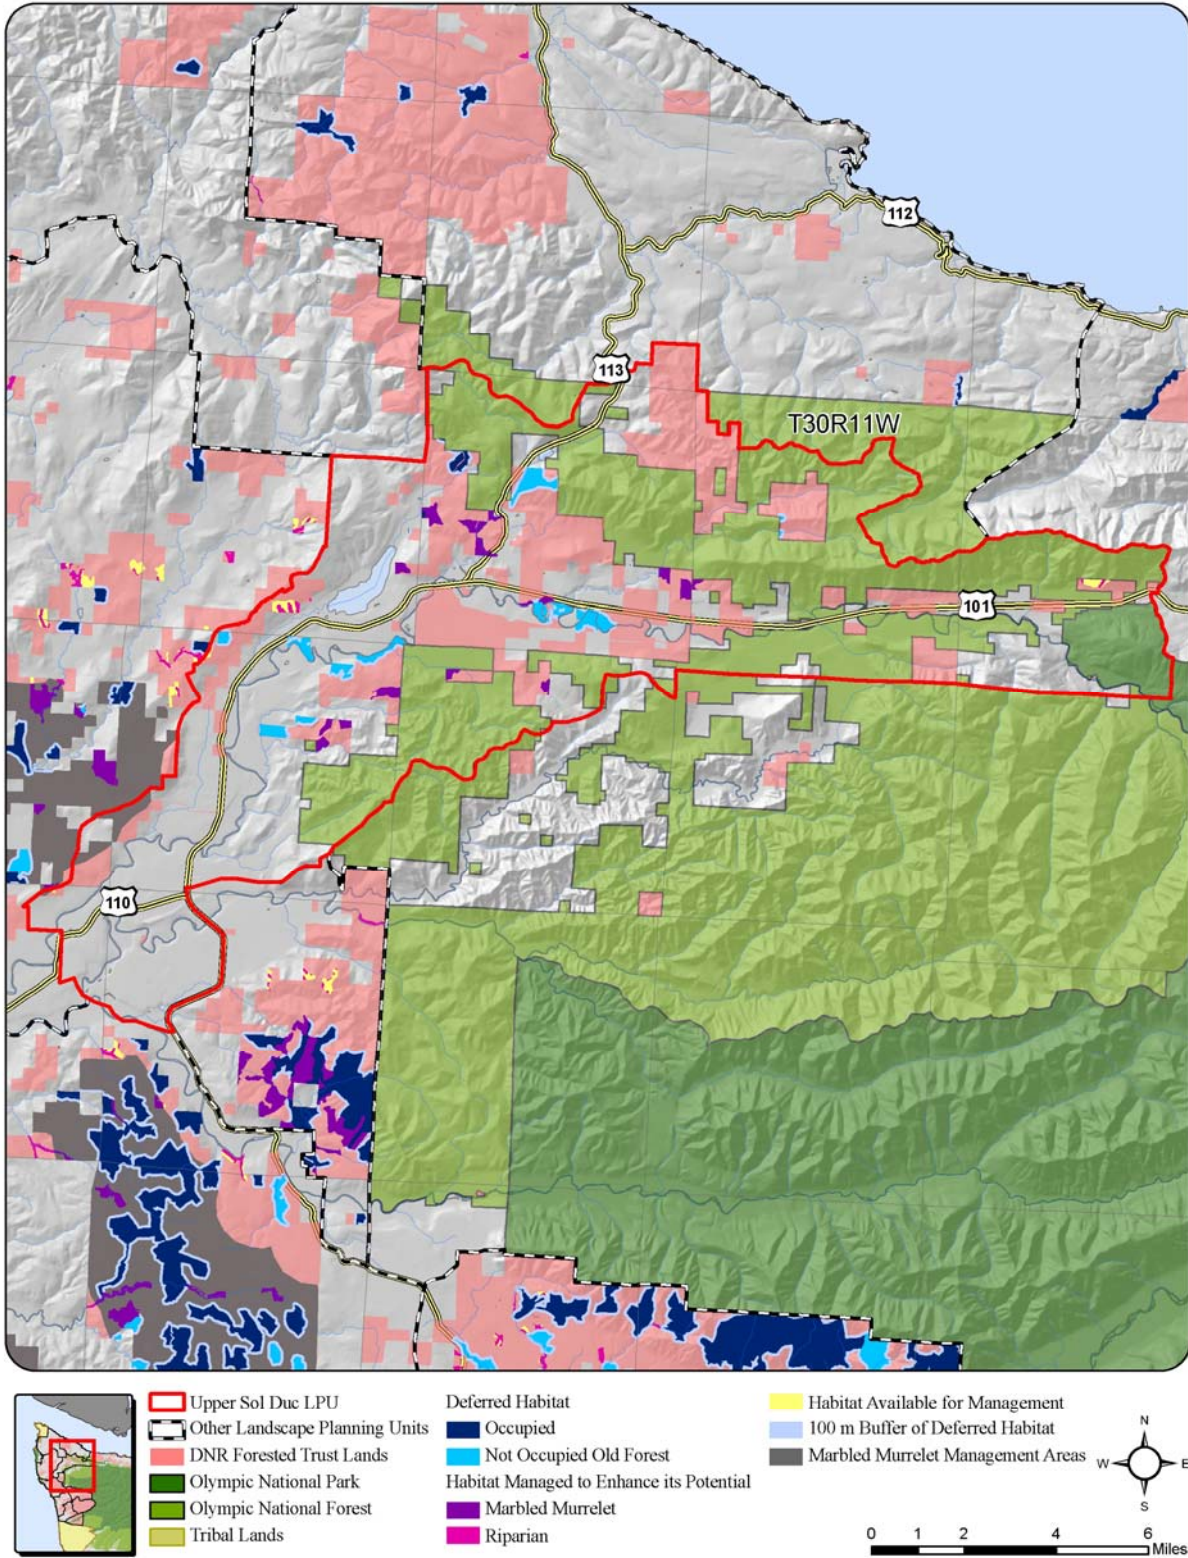 112
113
T30R11W
101
110
Upper Sol Duc LPU
Other Landscape Planning Units
DNR Forested Trust Lands
Olympic National Park
Olympic National Forest
Tribal Lands
Deferred Habitat
Occupied
Not Occupied Old Forest
Habitat Managed to Enhance its Potential
Marbled Murrelet
Riparian
Habitat Available for Management
100 m Buffer of Deferred Habitat
Marbled Murrelet Management Areas
N
W E
S
0 1 2 4 6
Miles